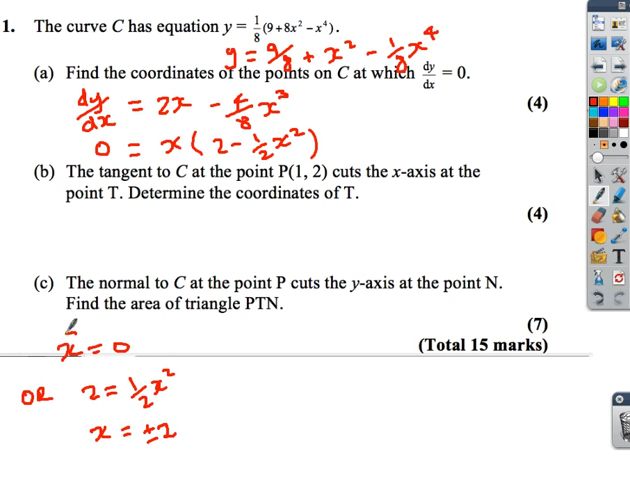 1. The curve C has equation y = 1/8 (9 + 8x² – x⁴).
y = 9/8 + x² - 1/8 x⁴
(a) Find the coordinates of the points on C at which dy/dx = 0.
(4)
dy/dx = 2x - 4/8 x³
0 = x(2 - 1/2 x²)
(b) The tangent to C at the point P(1, 2) cuts the x-axis at the
point T. Determine the coordinates of T.
(4)
(c) The normal to C at the point P cuts the y-axis at the point N.
Find the area of triangle PTN.
(7)
(Total 15 marks)
x = 0
OR 2 = 1/2 x²
x = ±2
T